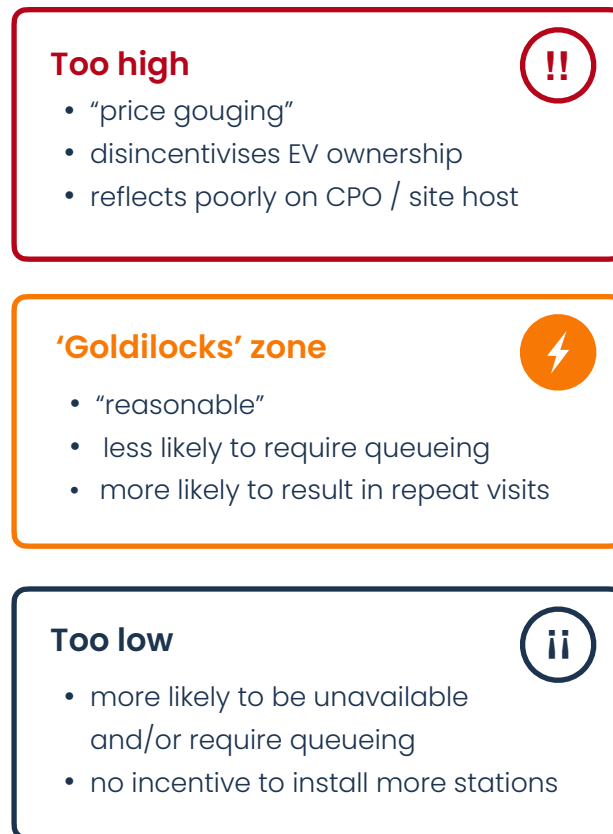 Too high
!!
• “price gouging”
• disincentivises EV ownership
• reflects poorly on CPO / site host
‘Goldilocks’ zone
• “reasonable”
• less likely to require queueing
• more likely to result in repeat visits
Too low
¡¡
• more likely to be unavailable
and/or require queueing
• no incentive to install more stations